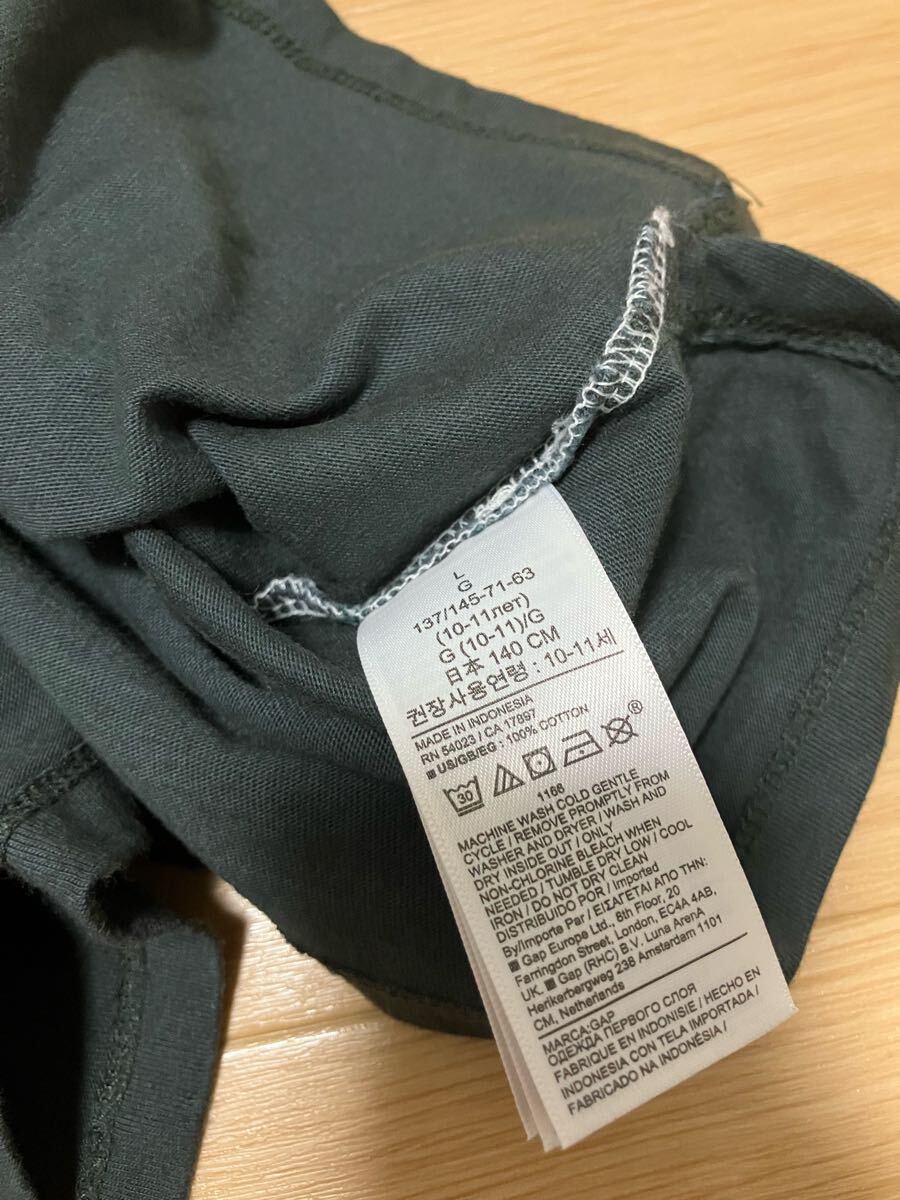 L
G
137/145-71-63
(10-11лет)
G (10-11)/G
日本 140 CM
권장사용연령 : 10-11세
MADE IN INDONESIA
RN 54023 / CA 17897
■ US/GB/EG : 100% COTTON
30 ®
1166
MACHINE WASH COLD GENTLE
CYCLE / REMOVE PROMPTLY FROM
WASHER AND DRYER / WASH AND
DRY INSIDE OUT / ONLY
NON-CHLORINE BLEACH WHEN
NEEDED / TUMBLE DRY LOW / COOL
IRON / DO NOT DRY CLEAN
DISTRIBUIDO POR / Imported
By/Importe Par / ΕΙΣΑΓΕΤΑΙ ΑΠΟ ΤΗΝ:
■ Gap Europe Ltd., 6th Floor, 20
Farringdon Street, London, EC4A 4AB,
UK. ■ Gap (RHC) B.V. Luna ArenA
Herikerbergweg 238 Amsterdam 1101
CM, Netherlands
MARCA:GAP
ОДЕЖДА ПЕРВОГО СЛОЯ
FABRIQUE EN INDONISIE / HECHO EN
INDONESIA CON TELA IMPORTADA /
FABRICADO NA INDONÉSIA /